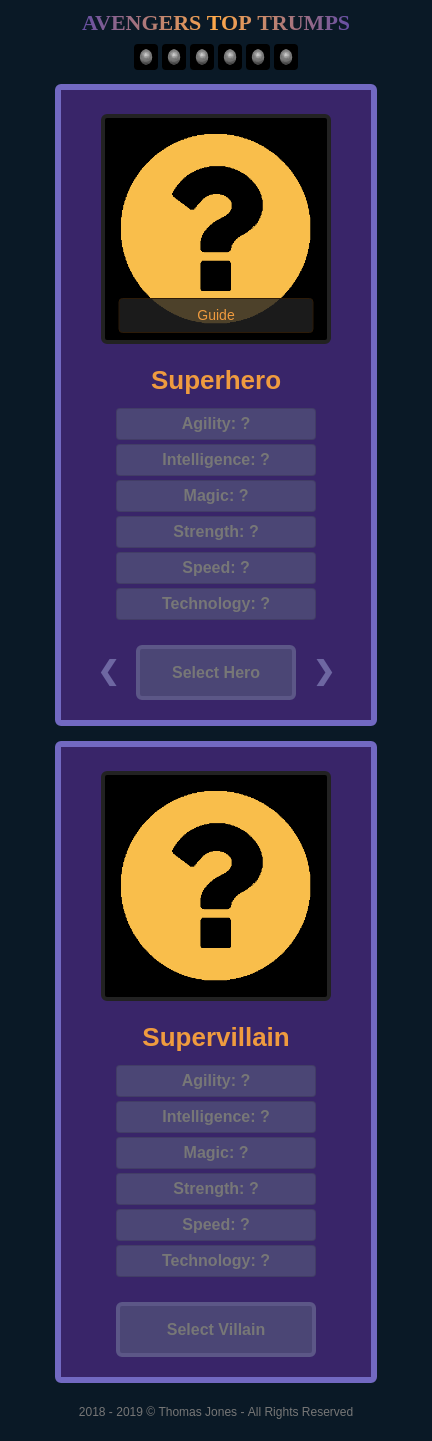 AVENGERS TOP TRUMPS
?
Guide
Superhero
Agility: ?
Intelligence: ?
Magic: ?
Strength: ?
Speed: ?
Technology: ?
❮ Select Hero ❯
?
Supervillain
Agility: ?
Intelligence: ?
Magic: ?
Strength: ?
Speed: ?
Technology: ?
Select Villain
2018 - 2019 © Thomas Jones - All Rights Reserved